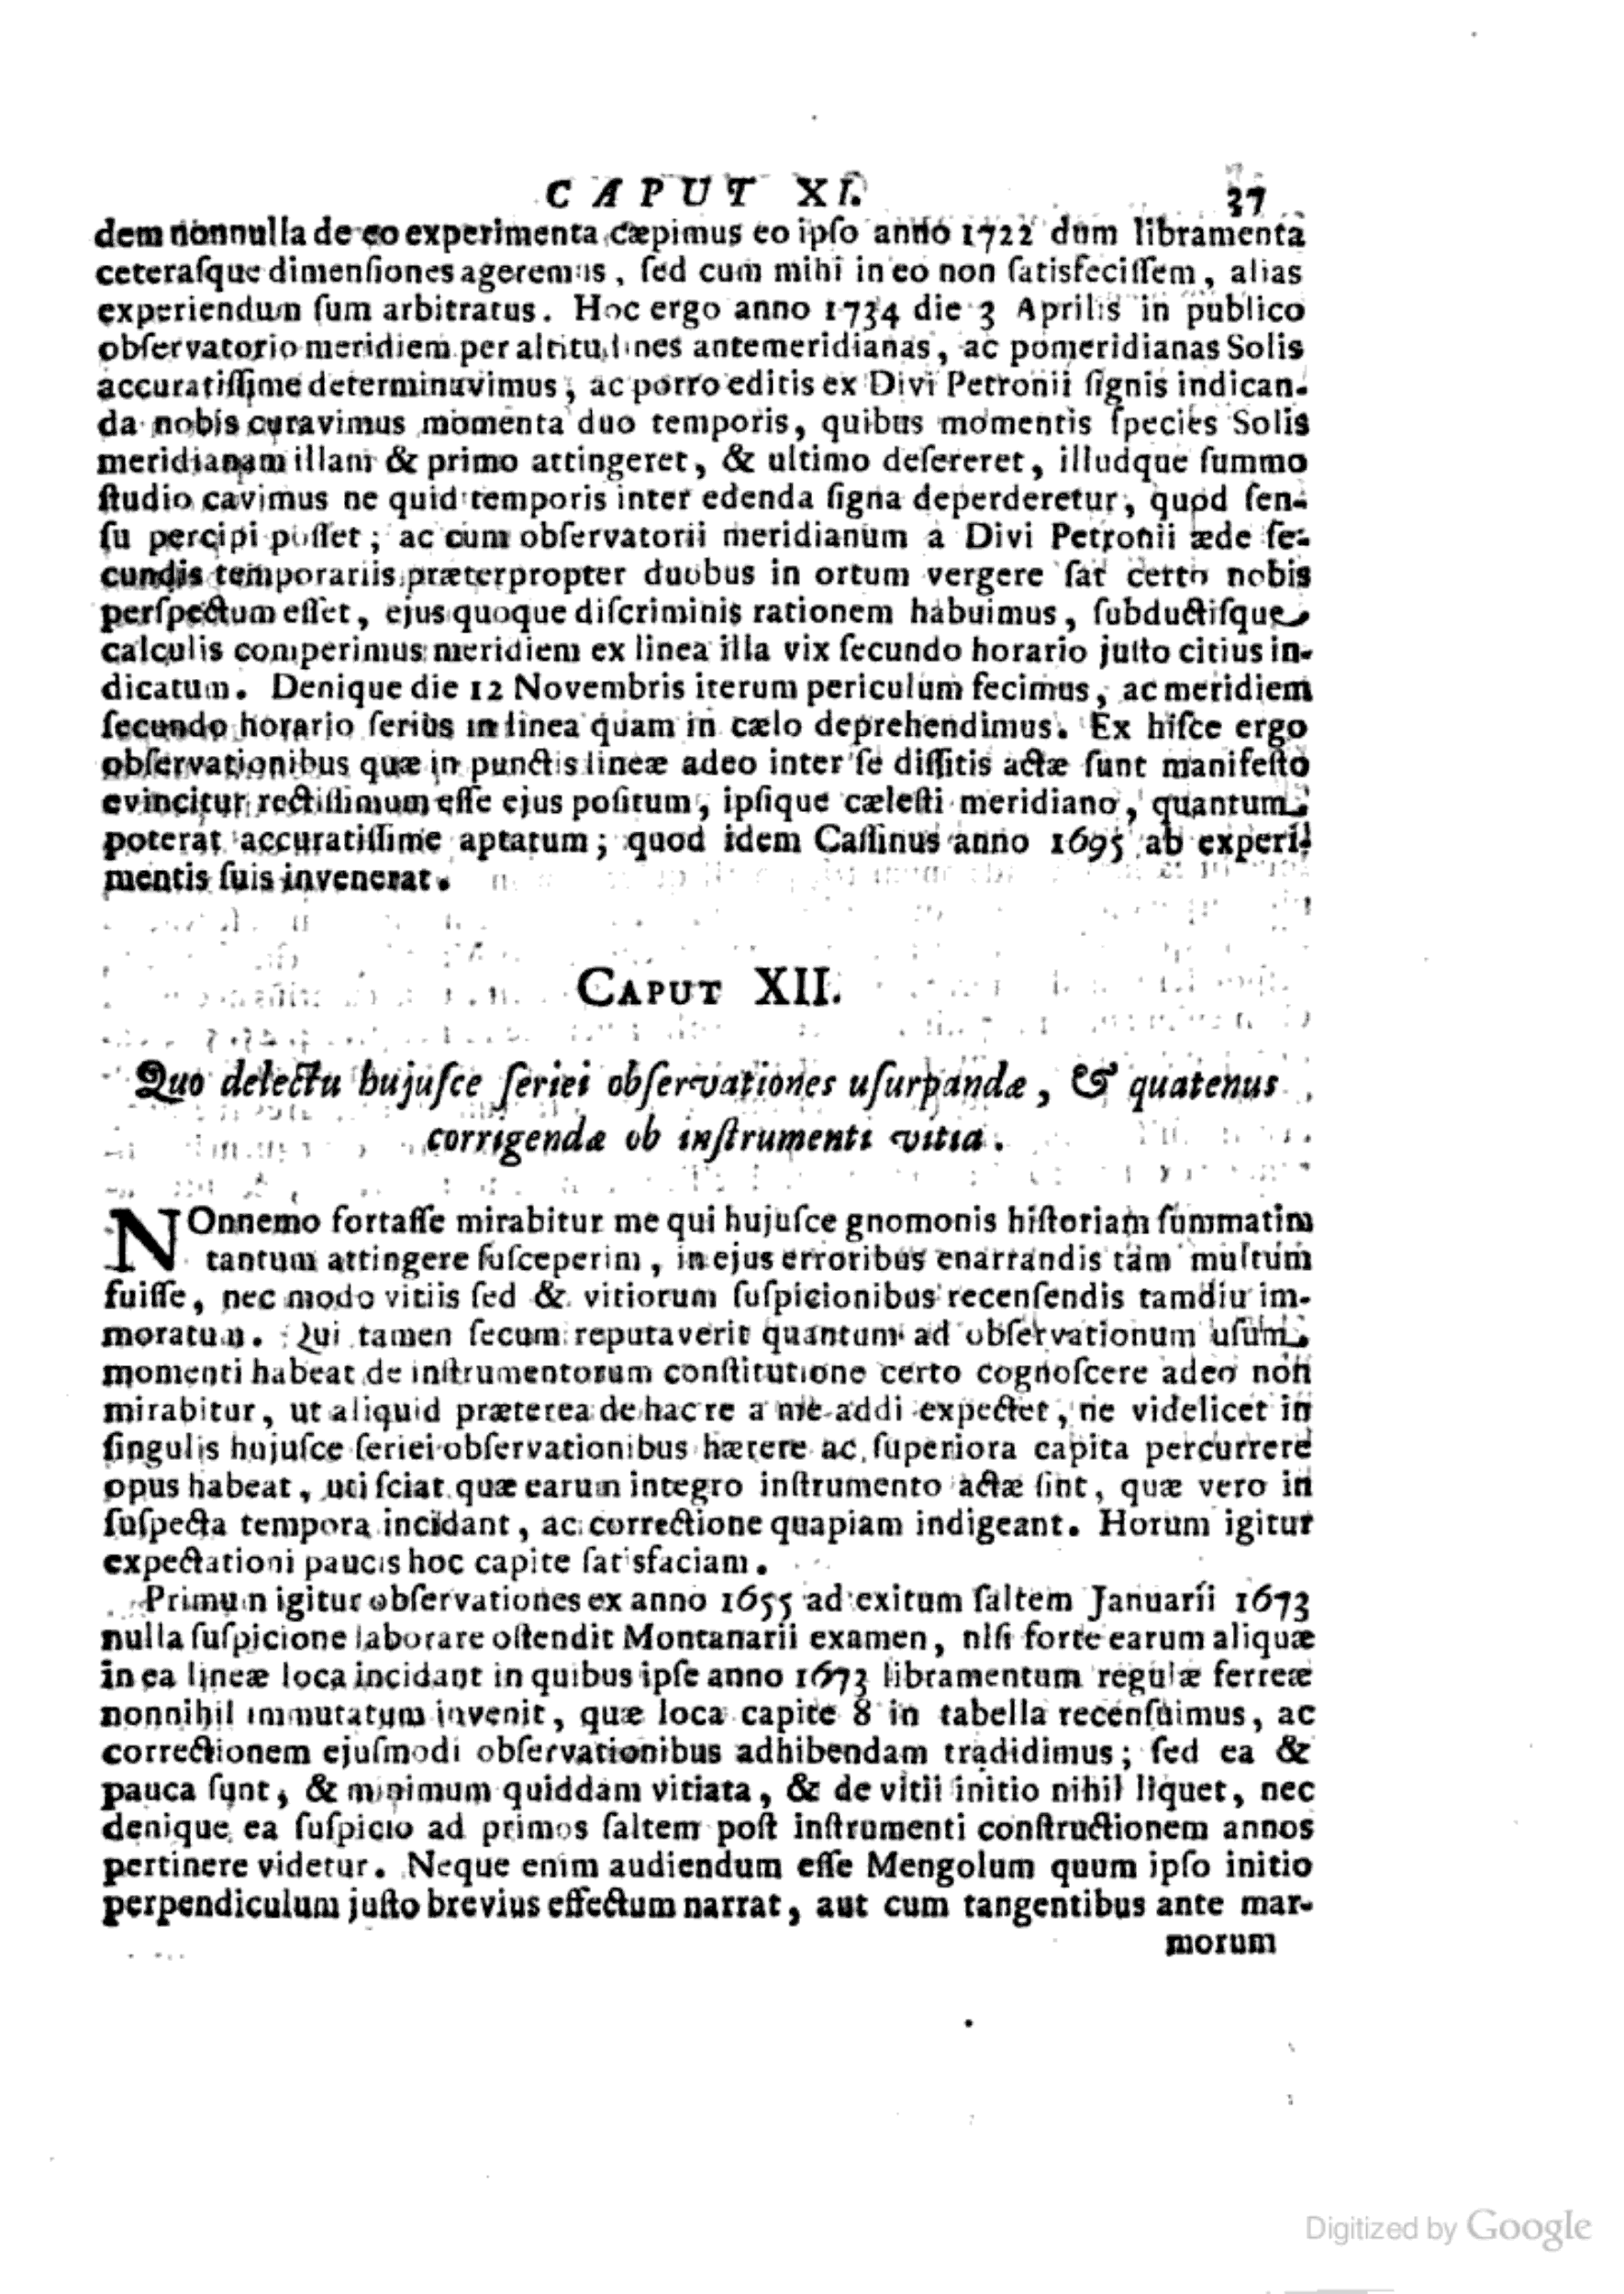 CAPUT XI. 37
dem nonnulla de eo experimenta cæpimus eo ipſo anno 1722 dum libramenta
ceteraſque dimenſiones ageremus, ſed cum mihi in eo non ſatisfeciſſem, alias
experiendum ſum arbitratus. Hoc ergo anno 1734 die 3 Aprilis in publico
obſervatorio meridiem per altitudines antemeridianas, ac pomeridianas Solis
accuratiſſime determinavimus, ac porro editis ex Divi Petronii ſignis indican-
da nobis curavimus momenta duo temporis, quibus momentis ſpecies Solis
meridianam illam & primo attingeret, & ultimo deſereret, illudque ſummo
ſtudio cavimus ne quid temporis inter edenda ſigna deperderetur, quod ſen-
ſu percipi poſſet; ac cum obſervatorii meridianum a Divi Petronii æde ſe-
cundis temporariis præterpropter duobus in ortum vergere ſat certo nobis
perſpectum eſſet, ejus quoque diſcriminis rationem habuimus, ſubductiſque
calculis comperimus meridiem ex linea illa vix ſecundo horario juſto citius in-
dicatum. Denique die 12 Novembris iterum periculum fecimus, ac meridiem
ſecundo horario ſerius in linea quam in cælo deprehendimus. Ex hiſce ergo
obſervationibus quæ in punctis lineæ adeo inter ſe diſſitis actæ ſunt manifeſto
evincitur rectiſſimum eſſe ejus poſitum, ipſique cæleſti meridiano, quantum
poterat accuratiſſime aptatum; quod idem Caſſinus anno 1695 ab experi-
mentis ſuis invenerat.
CAPUT XII.
Quo delectu hujuſce ſeriei obſervationes uſurpandæ, & quatenus
corrigendæ ob inſtrumenti vitia.
NOnnemo fortaſſe mirabitur me qui hujuſce gnomonis hiſtoriam ſummatim
tantum attingere ſuſceperim, in ejus erroribus enarrandis tam multum
fuiſſe, nec modo vitiis ſed & vitiorum ſuſpicionibus recenſendis tamdiu im-
moratum. Qui tamen ſecum reputaverit quantum ad obſervationum uſum
momenti habeat de inſtrumentorum conſtitutione certo cognoſcere adeo non
mirabitur, ut aliquid præterea de hac re a me addi expectet, ne videlicet in
ſingulis hujuſce ſeriei obſervationibus hærere ac ſuperiora capita percurrere
opus habeat, uti ſciat quæ earum integro inſtrumento actæ ſint, quæ vero in
ſuſpecta tempora incidant, ac correctione quapiam indigeant. Horum igitur
expectationi paucis hoc capite ſatisfaciam.
Primum igitur obſervationes ex anno 1655 ad exitum ſaltem Januarii 1673
nulla ſuſpicione laborare oſtendit Montanarii examen, niſi forte earum aliquæ
in ea lineæ loca incidant in quibus ipſe anno 1673 libramentum regulæ ferreæ
nonnihil immutatum invenit, quæ loca capite 8 in tabella recenſuimus, ac
correctionem ejuſmodi obſervationibus adhibendam tradidimus; ſed ea &
pauca ſunt, & minimum quiddam vitiata, & de vitii initio nihil liquet, nec
denique ea ſuſpicio ad primos ſaltem poſt inſtrumenti conſtructionem annos
pertinere videtur. Neque enim audiendum eſſe Mengolum quum ipſo initio
perpendiculum juſto brevius effectum narrat, aut cum tangentibus ante mar-
morum
Digitized by Google